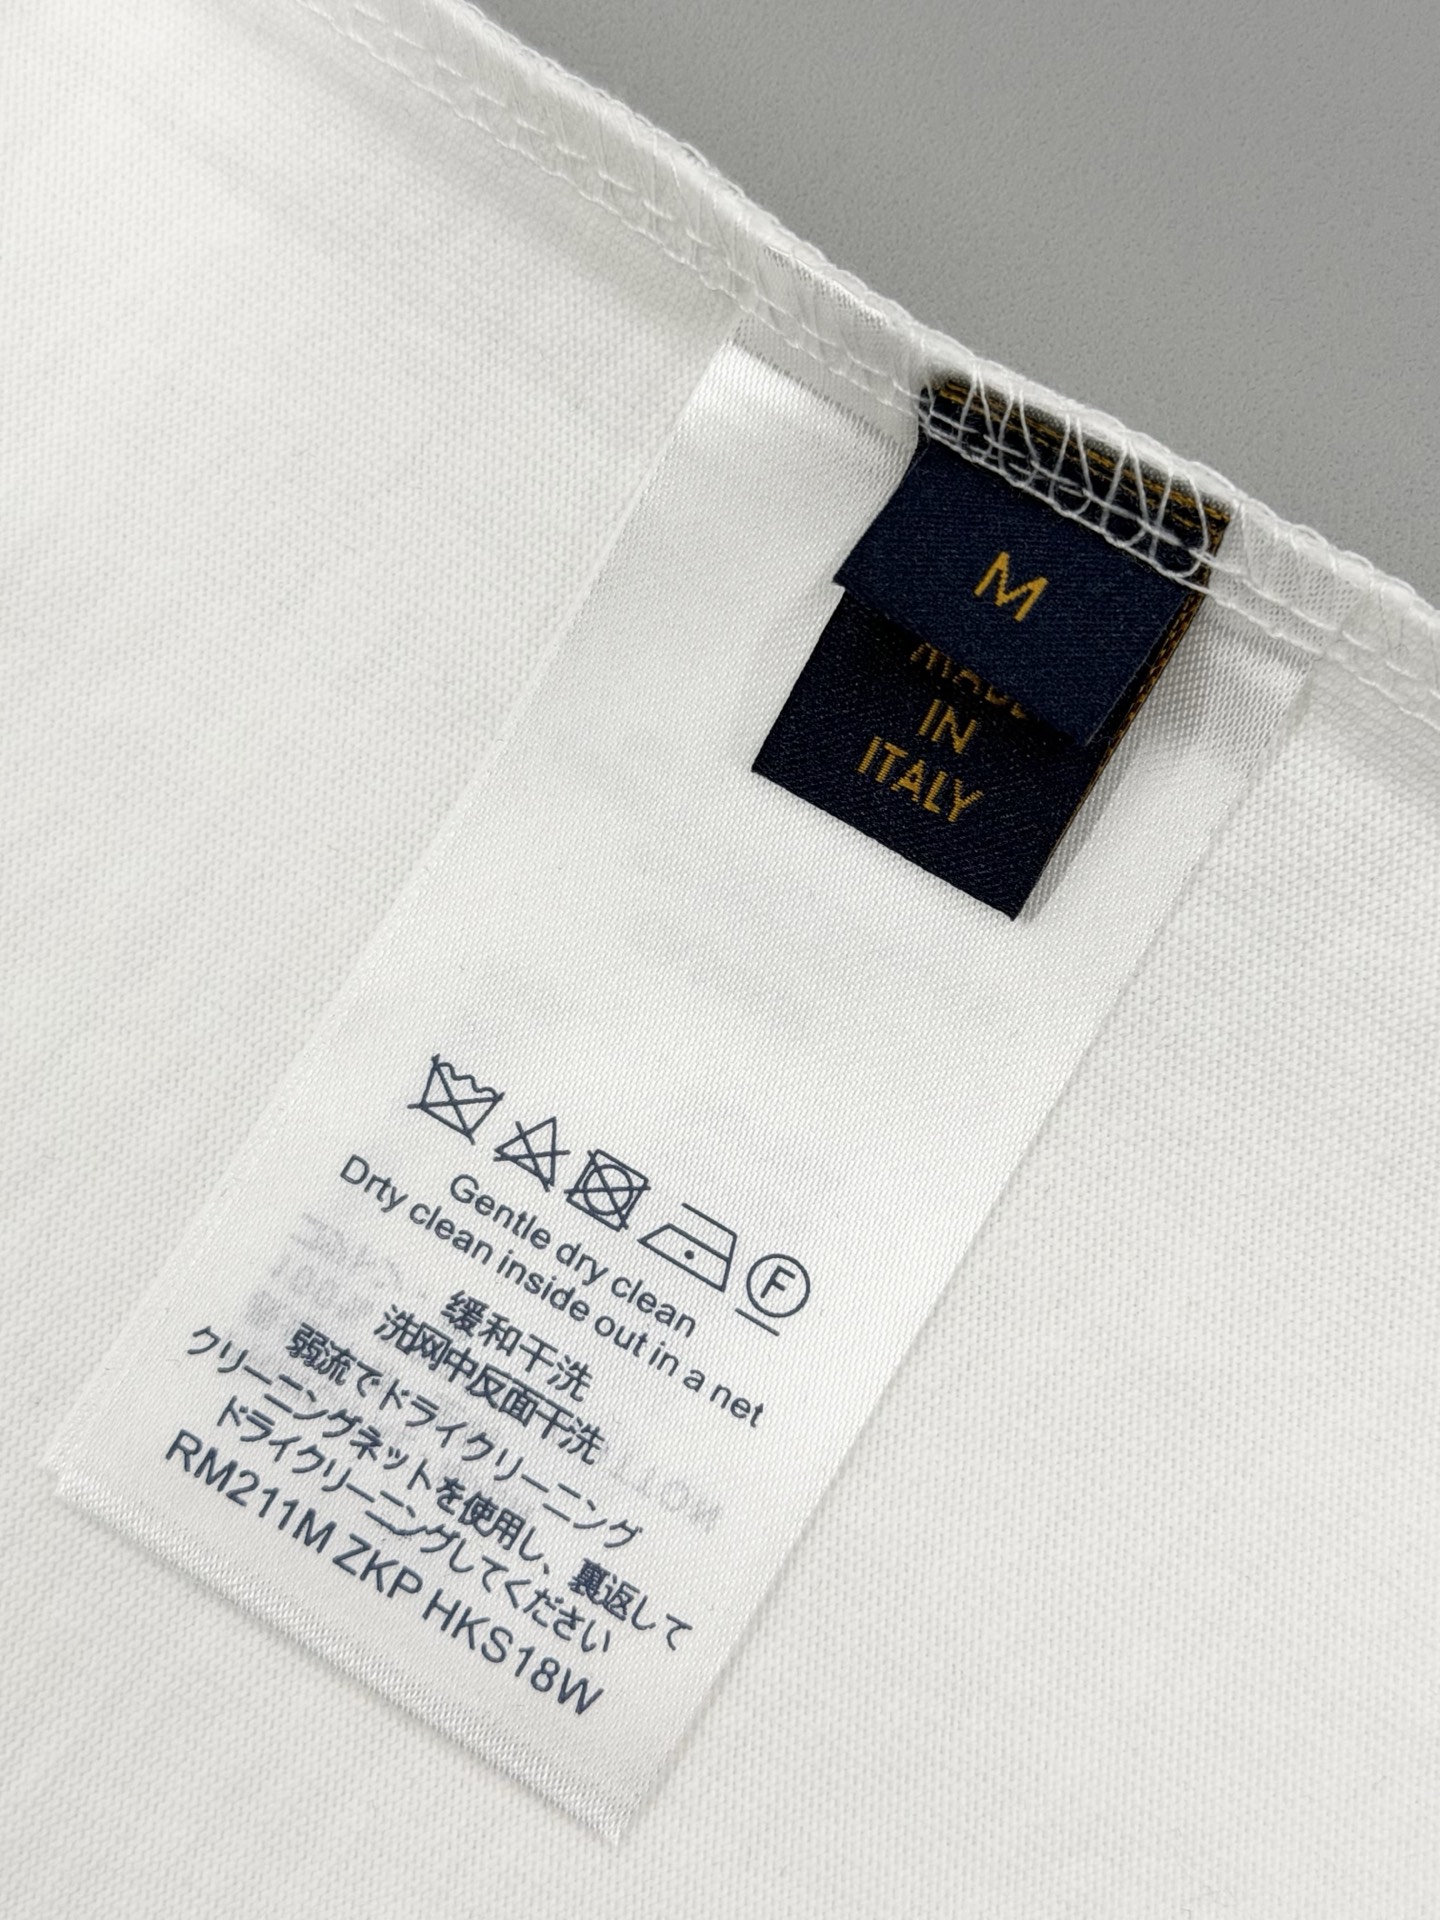 M
IN
ITALY
F
Gentle dry clean
Drty clean inside out in a net
缓和干洗
洗网中反面干洗
弱流でドライクリーニング
クリーニングネットを使用し、裏返して
ドライクリーニングしてください
RM211M ZKP HKS18W